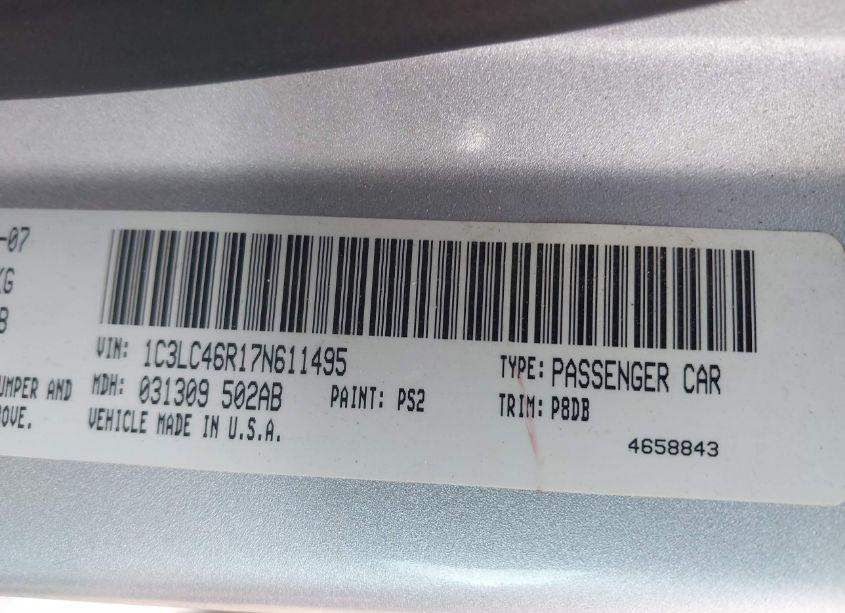 -07
KG
B
VIN: 1C3LC46R17N611495
TYPE: PASSENGER CAR
UMPER AND
MDH: 031309 502AB
PAINT: PS2
TRIM: P8DB
OVE.
VEHICLE MADE IN U.S.A.
4658843